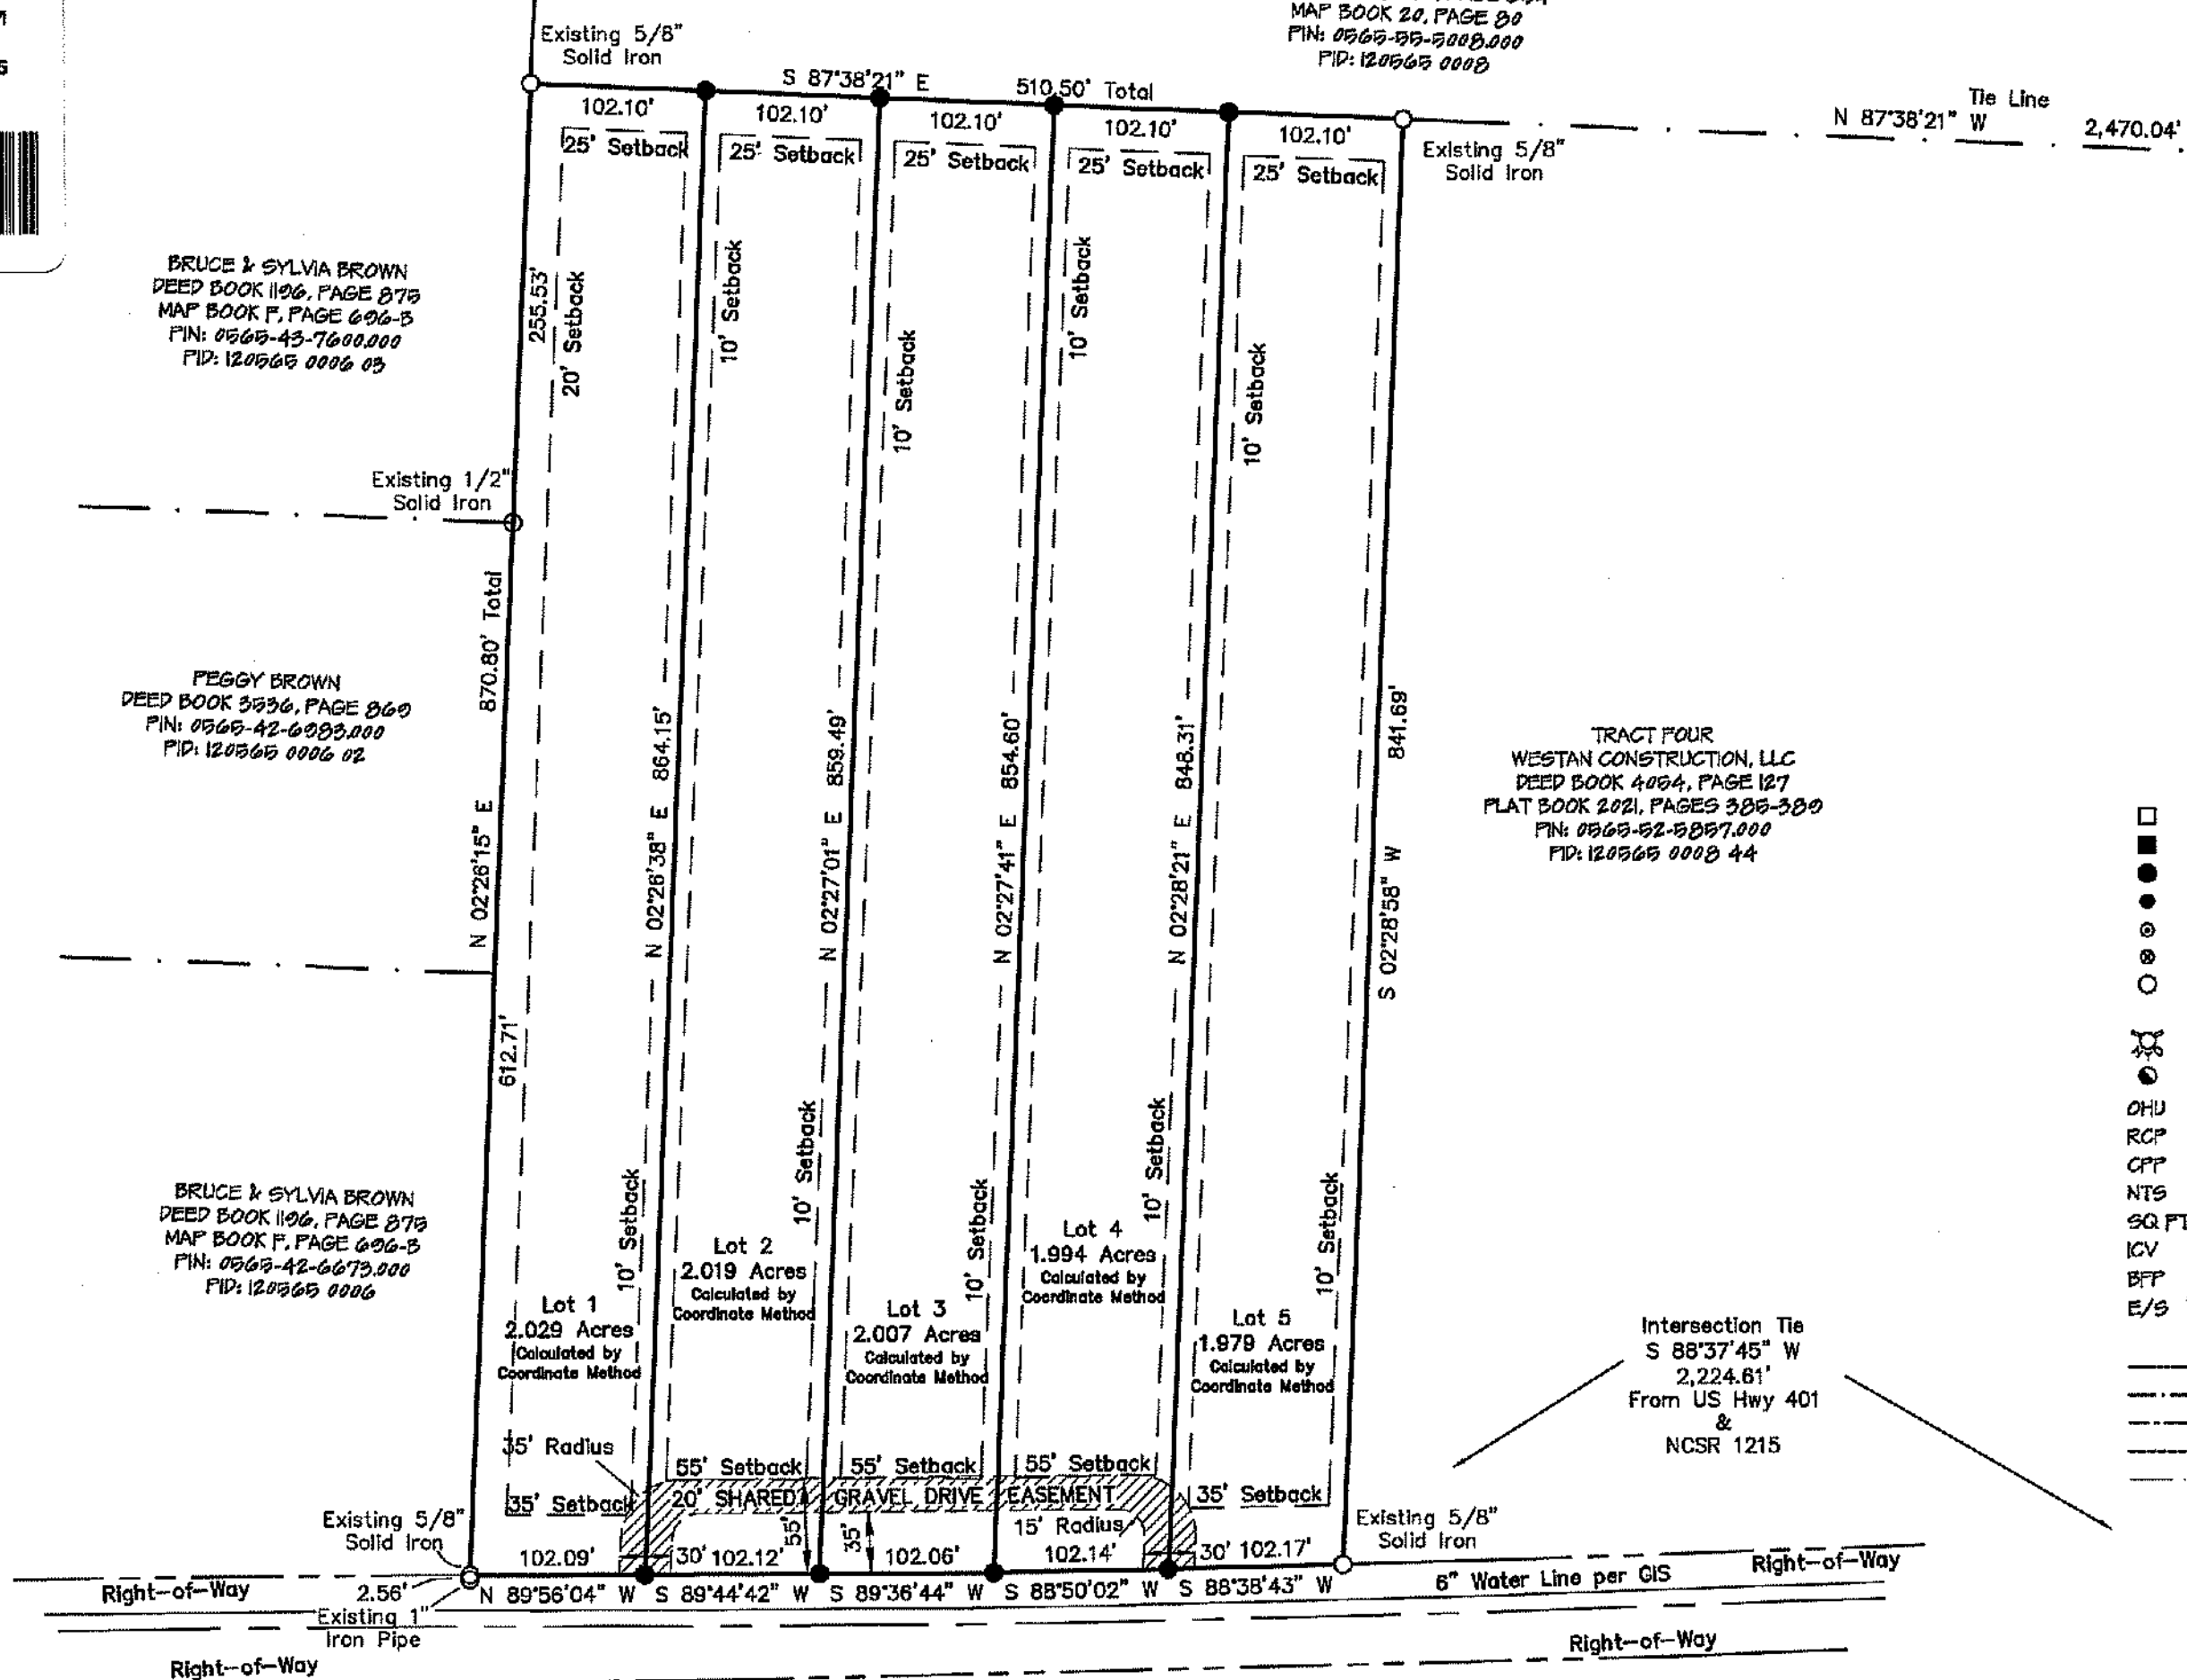 MAP BOOK 20, PAGE 80
PIN: 0565-55-5008.000
PID: 120565 0008
Existing 5/8"
Solid Iron
S 87°38'21" E
510.50' Total
102.10'
102.10'
102.10'
102.10'
102.10'
25' Setback
25' Setback
25' Setback
25' Setback
25' Setback
Existing 5/8"
Solid Iron
Tie Line
N 87°38'21" W
2,470.04'
BRUCE & SYLVIA BROWN
DEED BOOK 1196, PAGE 875
MAP BOOK F, PAGE 696-B
PIN: 0565-43-7600.000
PID: 120565 0006 03
255.53'
20' Setback
10' Setback
10' Setback
10' Setback
10' Setback
Existing 1/2"
Solid Iron
PEGGY BROWN
DEED BOOK 3536, PAGE 869
PIN: 0565-42-6983.000
PID: 120565 0006 02
N 02°26'15" E 870.80' Total
N 02°26'38" E 864.15'
N 02°27'01" E 859.49'
N 02°27'41" E 854.60'
N 02°28'21" E 848.31'
S 02°28'58" W 841.69'
TRACT FOUR
WESTAN CONSTRUCTION, LLC
DEED BOOK 4054, PAGE 127
PLAT BOOK 2021, PAGES 385-389
PIN: 0565-52-5857.000
PID: 120565 0008 44
612.71'
BRUCE & SYLVIA BROWN
DEED BOOK 1196, PAGE 875
MAP BOOK F, PAGE 696-B
PIN: 0565-42-6673.000
PID: 120565 0006
10' Setback
10' Setback
10' Setback
10' Setback
10' Setback
Lot 1
2.029 Acres
Calculated by
Coordinate Method
Lot 2
2.019 Acres
Calculated by
Coordinate Method
Lot 3
2.007 Acres
Calculated by
Coordinate Method
Lot 4
1.994 Acres
Calculated by
Coordinate Method
Lot 5
1.979 Acres
Calculated by
Coordinate Method
OHU
RCP
CPP
NTS
SQ FT
ICV
BFP
E/S
Intersection Tie
S 88°37'45" W
2,224.61'
From US Hwy 401
&
NCSR 1215
35' Radius
55' Setback
55' Setback
55' Setback
35' Setback
20' SHARED GRAVEL DRIVE EASEMENT
35' Setback
15' Radius
55'
35'
Existing 5/8"
Solid Iron
Existing 5/8"
Solid Iron
102.09'
30' 102.12'
102.06'
102.14'
30' 102.17'
Right-of-Way
2.56'
N 89°56'04" W
S 89°44'42" W
S 89°36'44" W
S 88°50'02" W
S 88°38'43" W
6" Water Line per GIS
Right-of-Way
Existing 1"
Iron Pipe
Right-of-Way
Right-of-Way